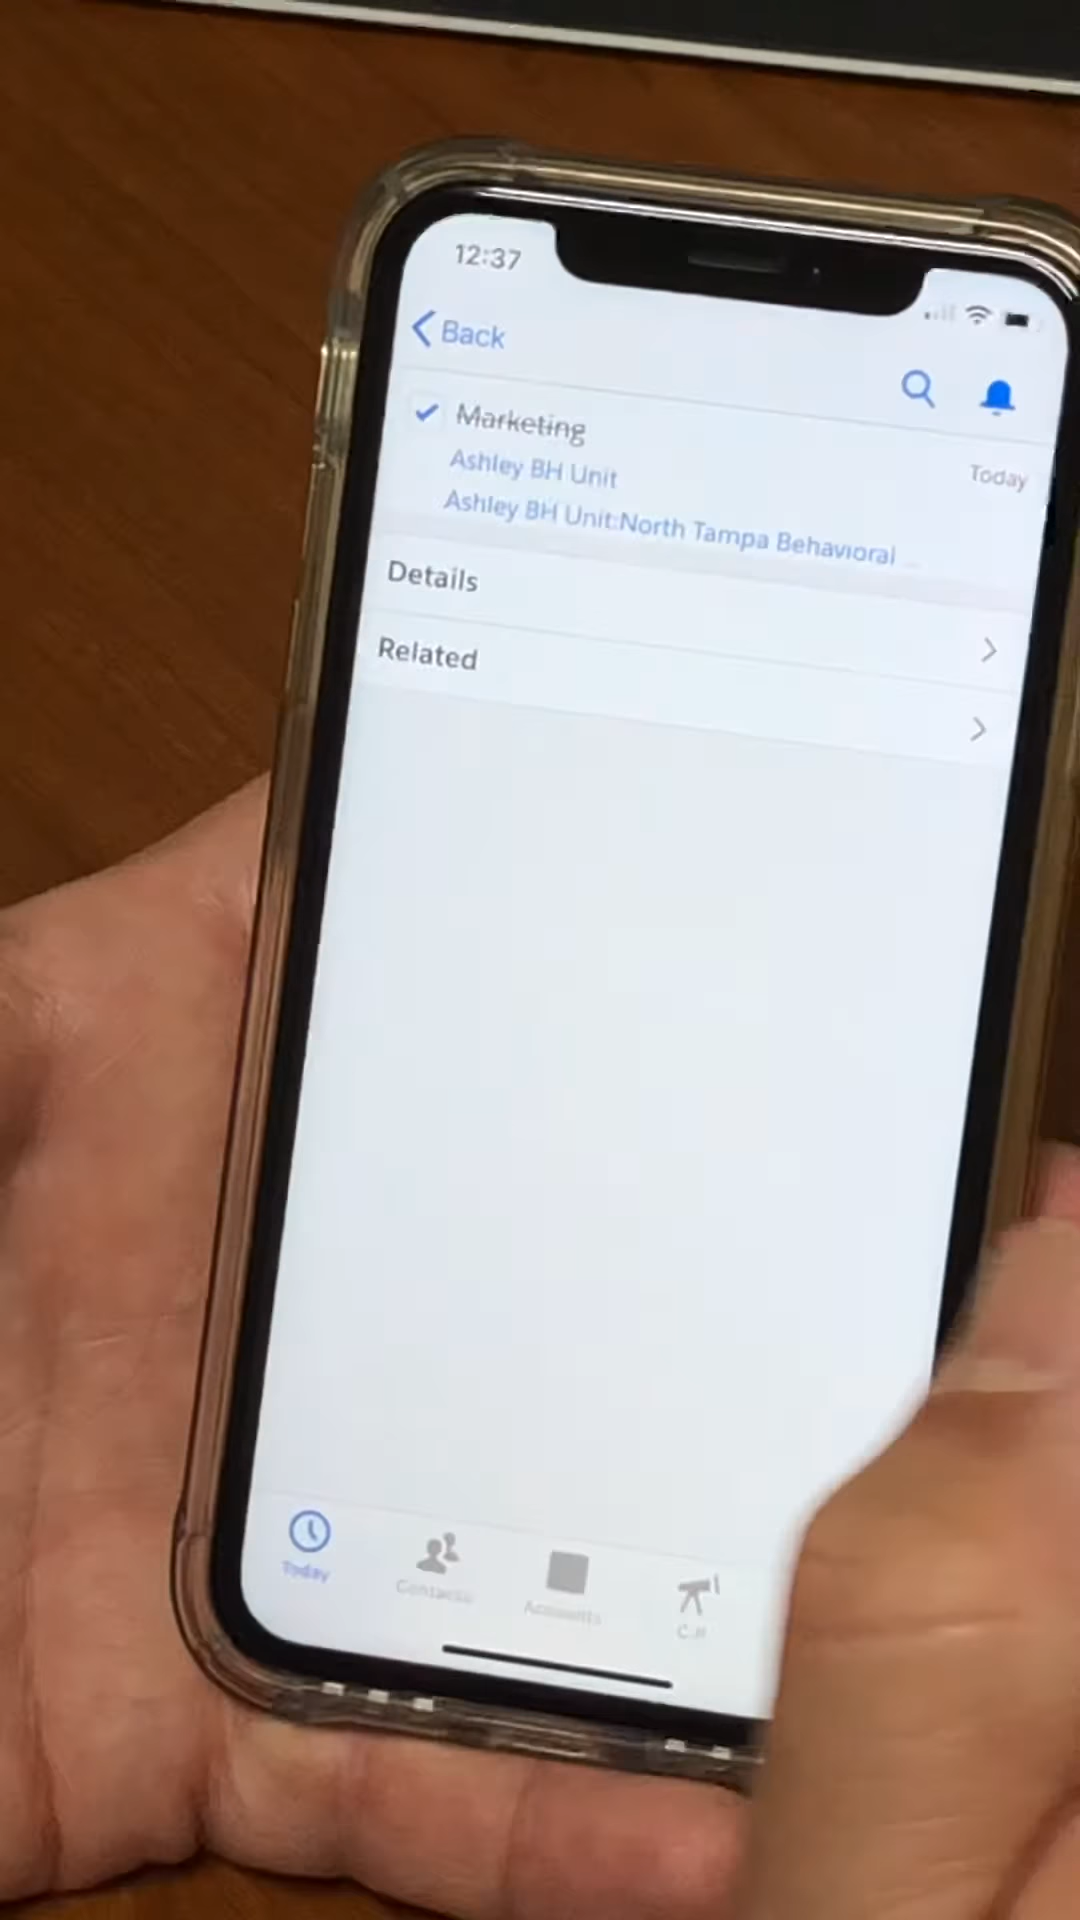 12:37
Back
Marketing
Today
Ashley BH Unit
Ashley BH Unit:North Tampa Behavioral ...
Details
Related
Today
Contacts
Accounts